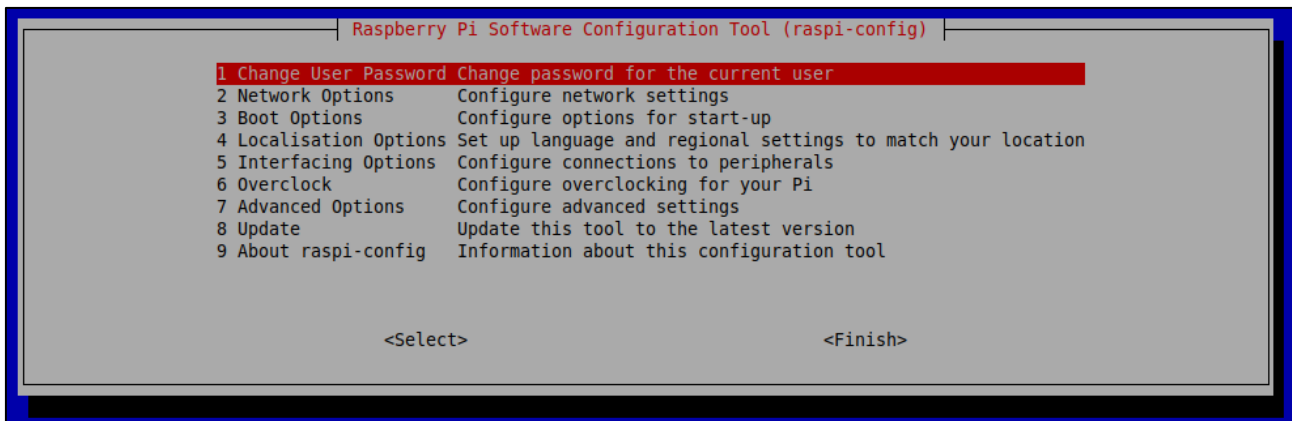 Raspberry Pi Software Configuration Tool (raspi-config)
1 Change User Password Change password for the current user
2 Network Options Configure network settings
3 Boot Options Configure options for start-up
4 Localisation Options Set up language and regional settings to match your location
5 Interfacing Options Configure connections to peripherals
6 Overclock Configure overclocking for your Pi
7 Advanced Options Configure advanced settings
8 Update Update this tool to the latest version
9 About raspi-config Information about this configuration tool
<Select> <Finish>